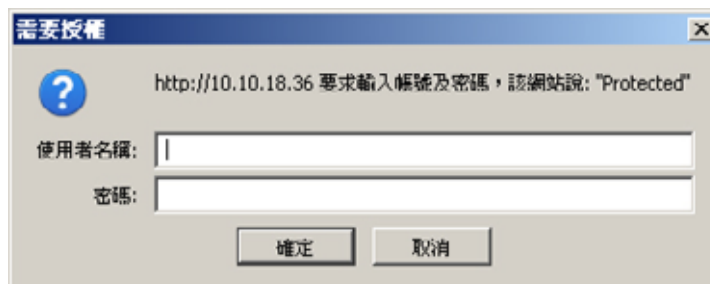 需要授權
http://10.10.18.36 要求輸入帳號及密碼，該網站說: "Protected"
使用者名稱:
密碼:
確定
取消